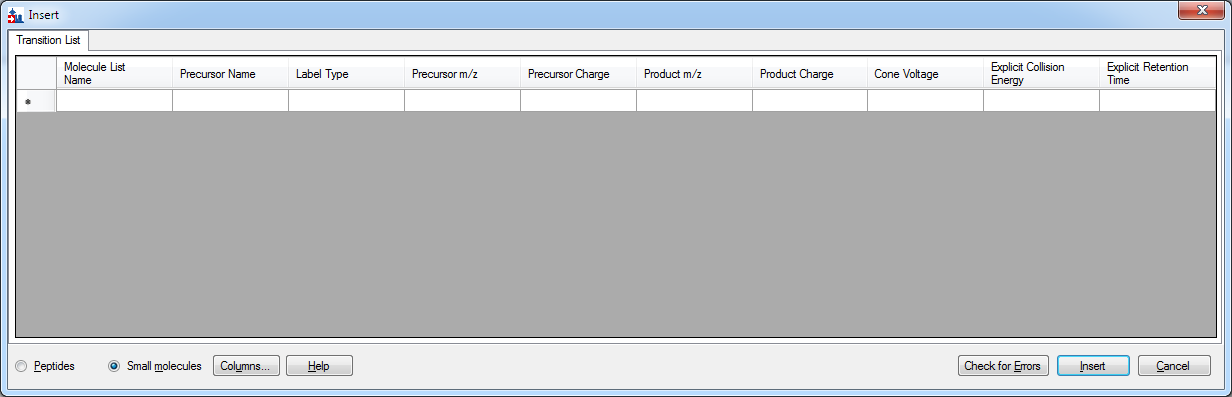 Insert
Transition List
Molecule List Name
Precursor Name
Label Type
Precursor m/z
Precursor Charge
Product m/z
Product Charge
Cone Voltage
Explicit Collision Energy
Explicit Retention Time
*
Peptides
Small molecules
Columns...
Help
Check for Errors
Insert
Cancel